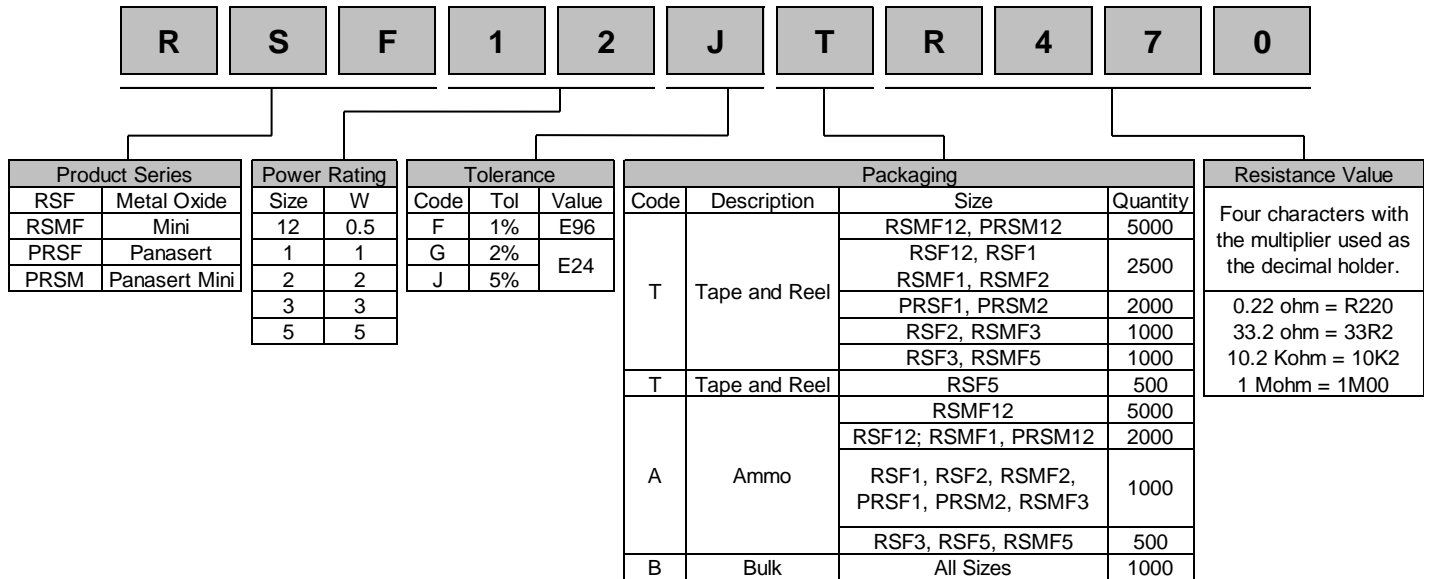 R S F 1 2 J T R 4 7 0
Product Series
RSF Metal Oxide
RSMF Mini
PRSF Panasert
PRSM Panasert Mini
Power Rating
Size W
12 0.5
1 1
2 2
3 3
5 5
Tolerance
Code Tol Value
F 1% E96
G 2% E24
J 5%
Packaging
Code Description Size Quantity
T Tape and Reel
RSMF12, PRSM12 5000
RSF12, RSF1
RSMF1, RSMF2
2500
PRSF1, PRSM2 2000
RSF2, RSMF3 1000
RSF3, RSMF5 1000
T Tape and Reel RSF5 500
A Ammo
RSMF12 5000
RSF12; RSMF1, PRSM12 2000
RSF1, RSF2, RSMF2,
PRSF1, PRSM2, RSMF3
1000
RSF3, RSF5, RSMF5 500
B Bulk All Sizes 1000
Resistance Value
Four characters with
the multiplier used as
the decimal holder.
0.22 ohm = R220
33.2 ohm = 33R2
10.2 Kohm = 10K2
1 Mohm = 1M00